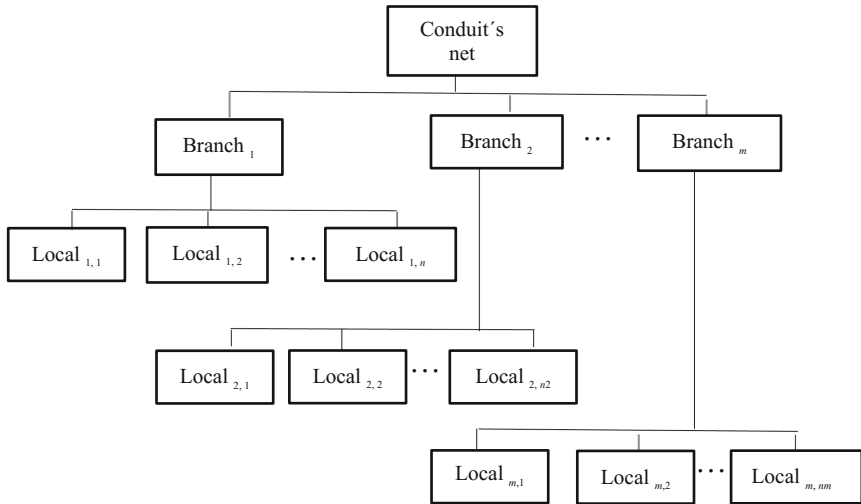 Conduit´s
net
Branch 1
Branch 2
...
Branch m
Local 1, 1
Local 1, 2
...
Local 1, n
Local 2, 1
Local 2, 2
...
Local 2, n2
Local m,1
Local m,2
...
Local m, nm